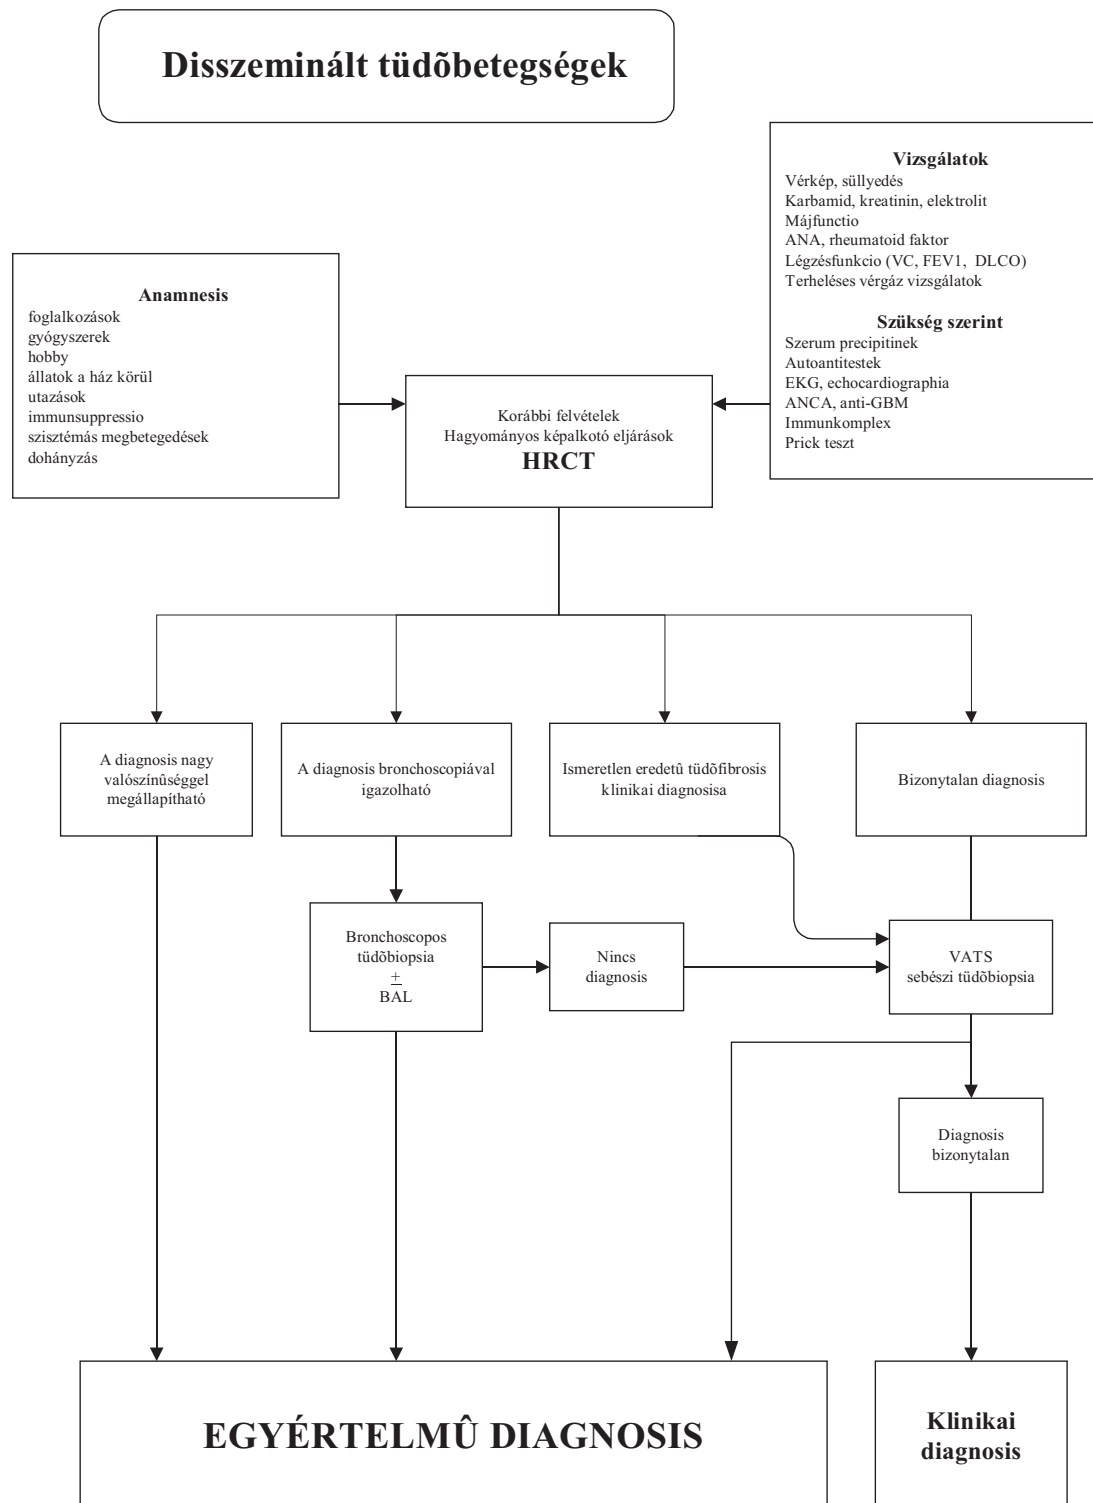 Disszeminált tüdõbetegségek
Vizsgálatok
Vérkép, süllyedés
Karbamid, kreatinin, elektrolit
Májfunctio
ANA, rheumatoid faktor
Légzésfunkcio (VC, FEV1, DLCO)
Terheléses vérgáz vizsgálatok
Szükség szerint
Szerum precipitinek
Autoantitestek
EKG, echocardiographia
ANCA, anti-GBM
Immunkomplex
Prick teszt
Anamnesis
foglalkozások
gyógyszerek
hobby
állatok a ház körül
utazások
immunsuppressio
szisztémás megbetegedések
dohányzás
Korábbi felvételek
Hagyományos képalkotó eljárások
HRCT
A diagnosis nagy
valószínûséggel
megállapítható
A diagnosis bronchoscopiával
igazolható
Ismeretlen eredetû tüdõfibrosis
klinikai diagnosisa
Bizonytalan diagnosis
Bronchoscopos
tüdõbiopsia
±
BAL
Nincs
diagnosis
VATS
sebészi tüdõbiopsia
Diagnosis
bizonytalan
EGYÉRTELMÛ DIAGNOSIS
Klinikai
diagnosis